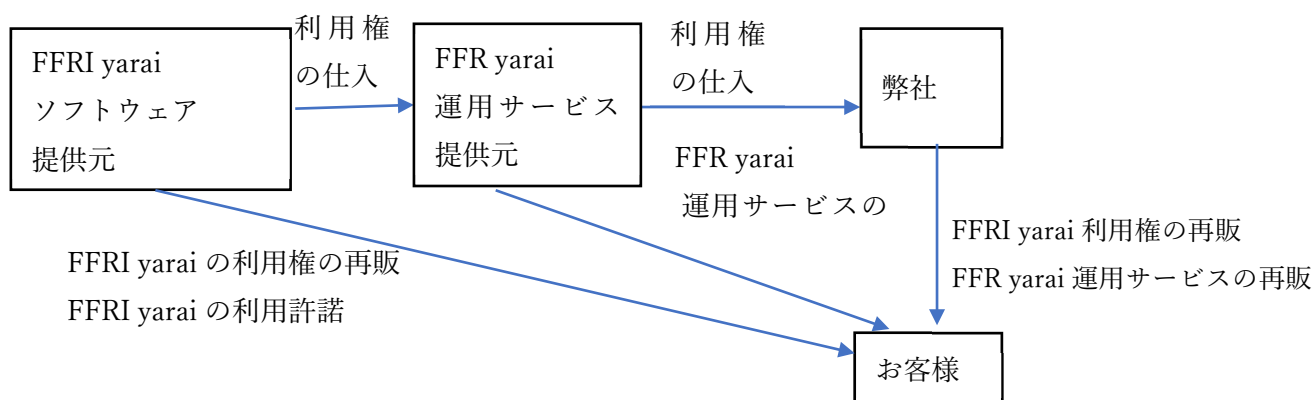 FFRI yarai
ソフトウェア
提供元
利用権
の仕入
FFR yarai
運用サービス
提供元
利用権
の仕入
弊社
FFR yarai
運用サービスの
FFRI yarai 利用権の再販
FFR yarai 運用サービスの再販
FFRI yarai の利用権の再販
FFRI yarai の利用許諾
お客様